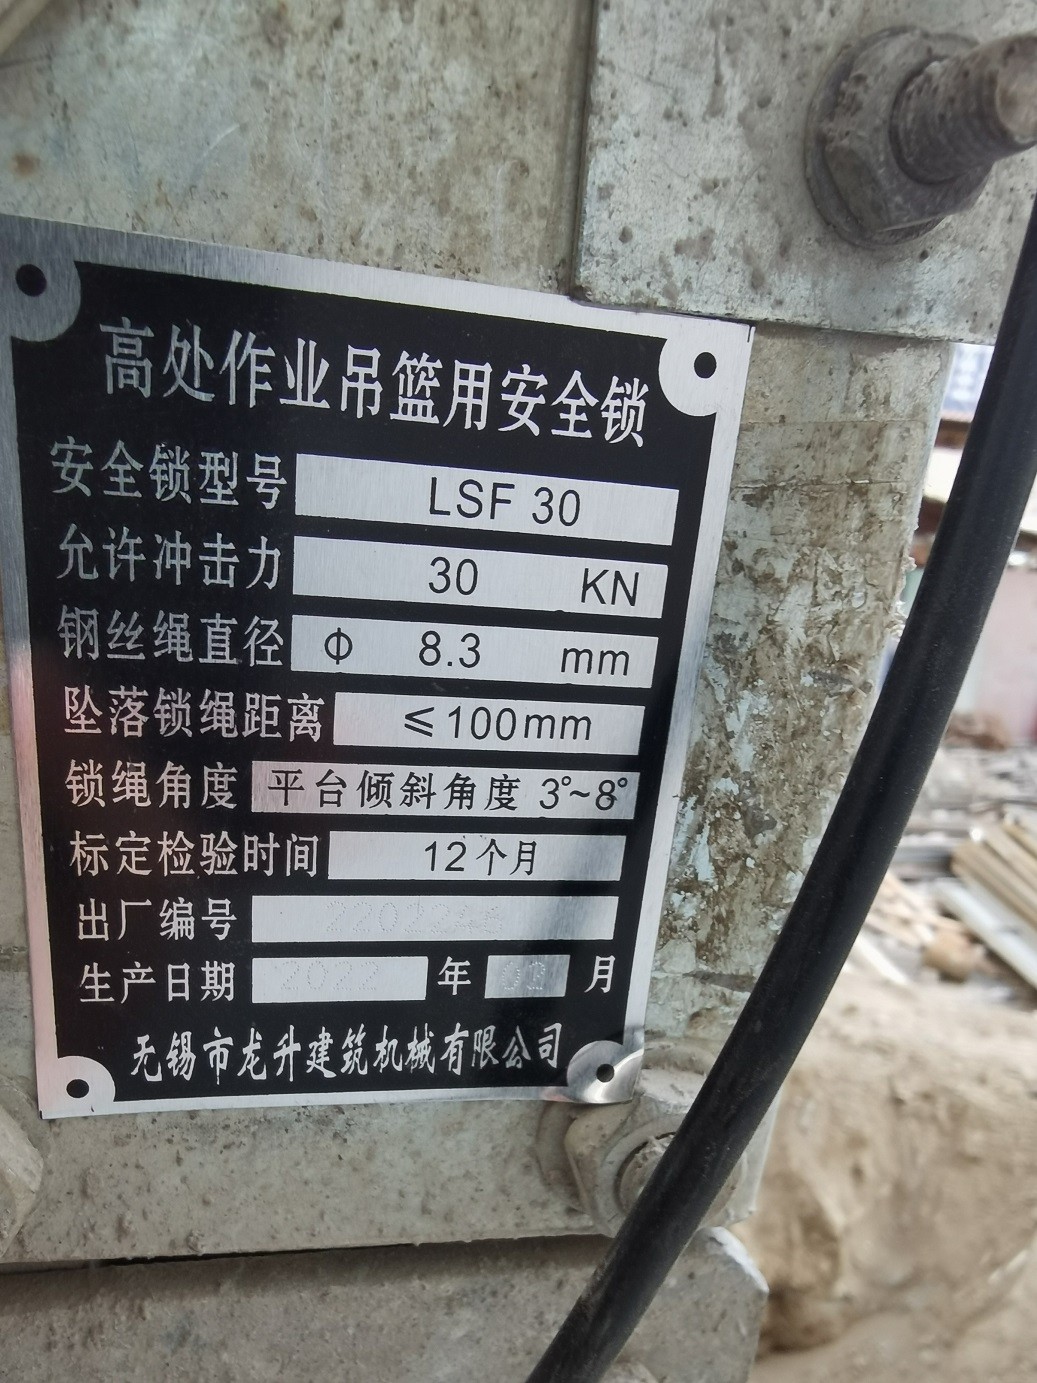 高处作业吊篮用安全锁
安全锁型号 LSF 30
允许冲击力 30 KN
钢丝绳直径 Φ 8.3 mm
坠落锁绳距离 ≤100mm
锁绳角度 平台倾斜角度 3°~8°
标定检验时间 12个月
出厂编号
生产日期 2022 年 月
无锡市龙升建筑机械有限公司